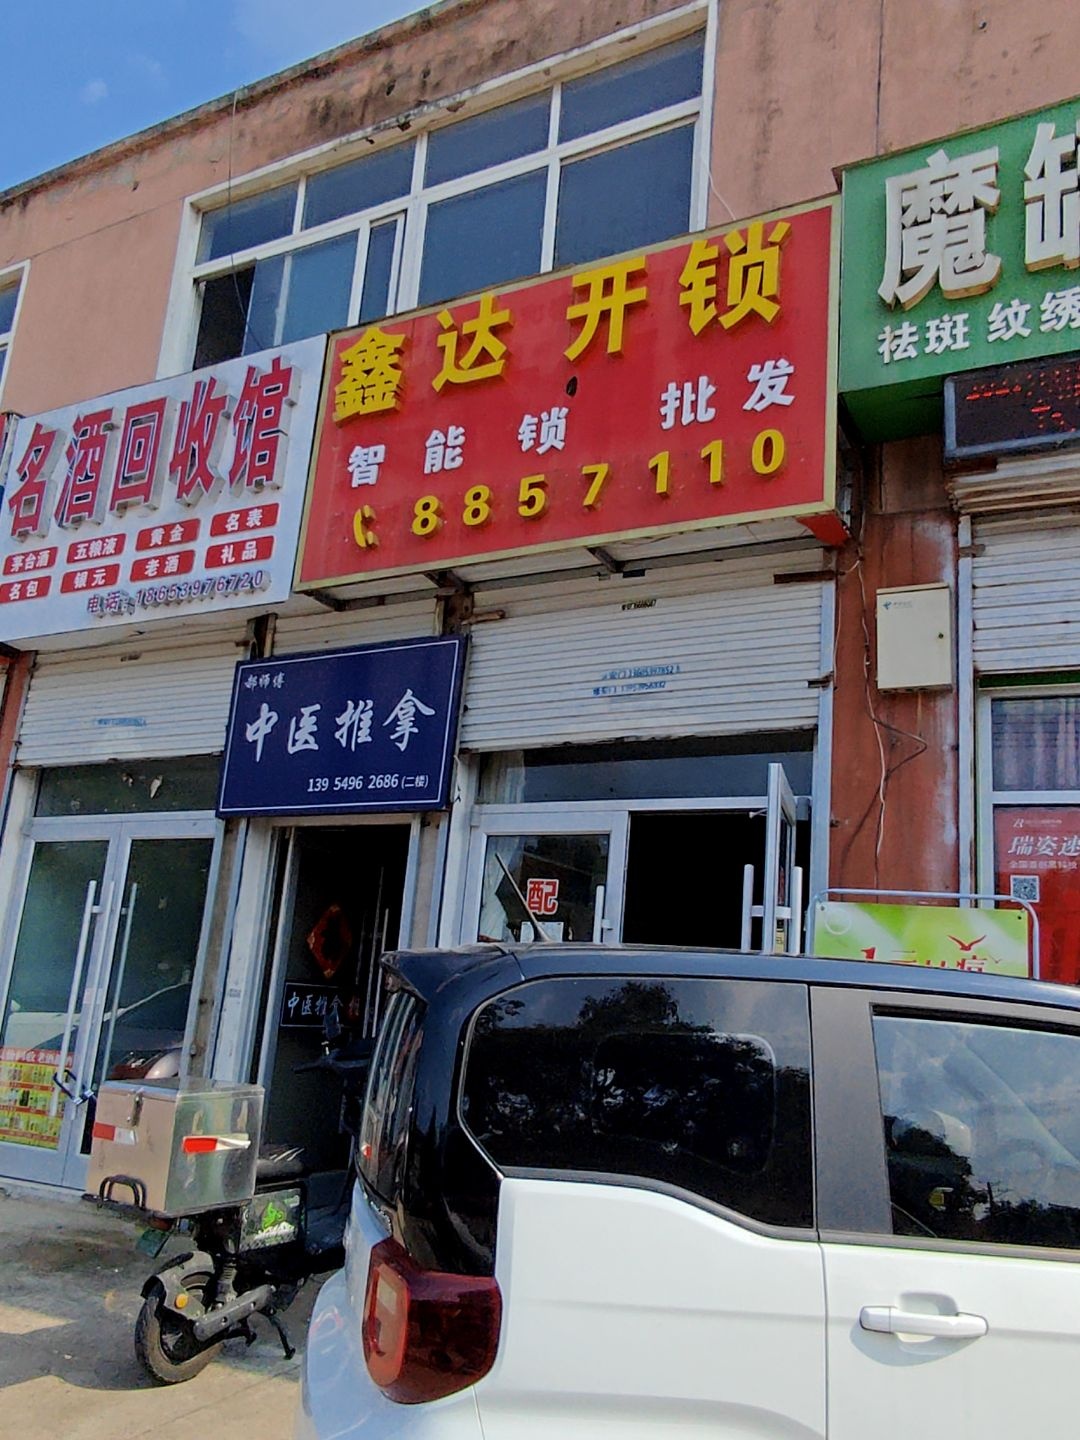 名酒回收馆
茅台酒 五粮液 黄金 名表
名包 银元 老酒 礼品
电话:18653976720
鑫达开锁
智能锁 批发
8857110
魔
祛斑 纹绣
郝师傅
中医推拿
139 5496 2686(二楼)
配
中医推拿
瑞姿速